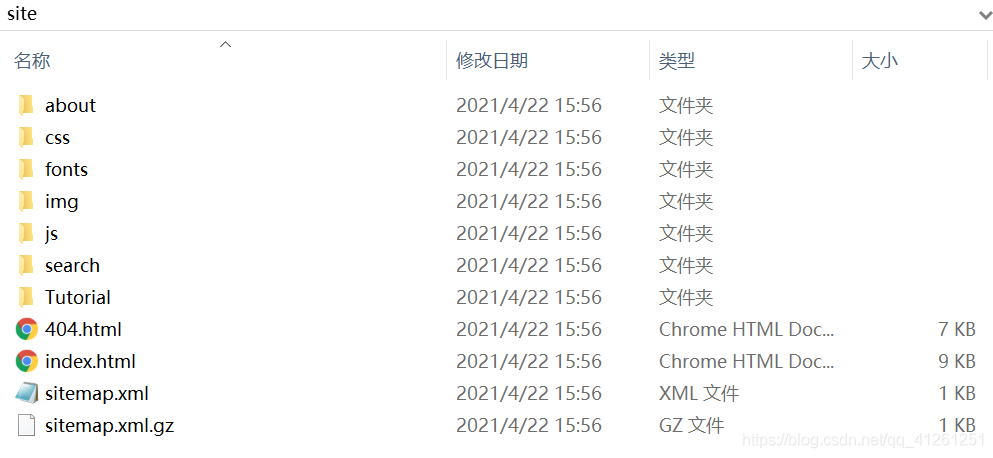 site
名称 修改日期 类型 大小
about 2021/4/22 15:56 文件夹
css 2021/4/22 15:56 文件夹
fonts 2021/4/22 15:56 文件夹
img 2021/4/22 15:56 文件夹
js 2021/4/22 15:56 文件夹
search 2021/4/22 15:56 文件夹
Tutorial 2021/4/22 15:56 文件夹
404.html 2021/4/22 15:56 Chrome HTML Doc... 7 KB
index.html 2021/4/22 15:56 Chrome HTML Doc... 9 KB
sitemap.xml 2021/4/22 15:56 XML 文件 1 KB
sitemap.xml.gz 2021/4/22 15:56 GZ 文件 1 KB
https://blog.csdn.net/qq_41261251